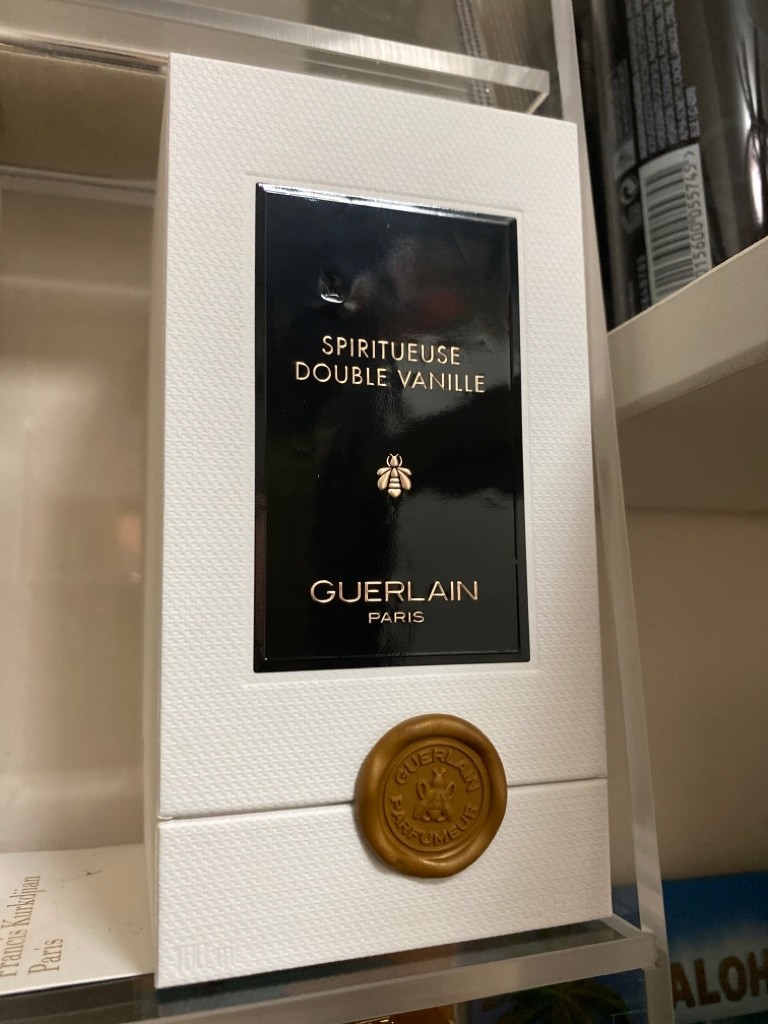 SPIRITUEUSE
DOUBLE VANILLE
GUERLAIN
PARIS
GUERLAIN
PARFUMEUR
Francis Kurkdjian
Paris
ALOH